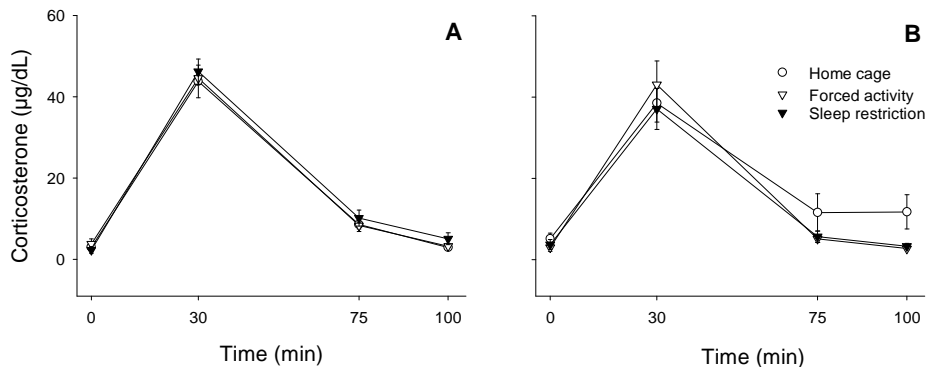 60
40
20
0
Corticosterone (µg/dL)
A
0 30 75 100
Time (min)
B
Home cage
Forced activity
Sleep restriction
0 30 75 100
Time (min)